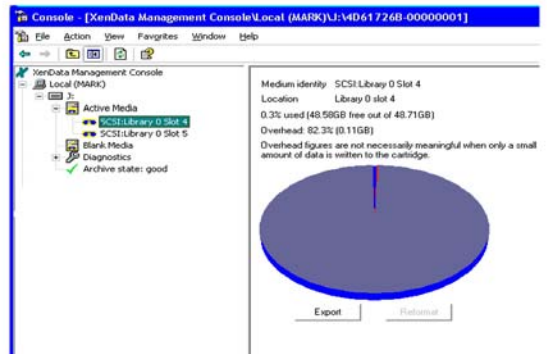 Console - [XenData Management Console\Local (MARK)\J:\4D61726B-00000001]
File Action View Favorites Window Help
XenData Management Console
Local (MARK)
J:
Active Media
SCSI:Library 0 Slot 4
SCSI:Library 0 Slot 5
Blank Media
Diagnostics
Archive state: good
Medium identity SCSI:Library 0 Slot 4
Location Library 0 slot 4
0.3% used (48.58GB free out of 48.71GB)
Overhead: 82.3% (0.11GB)
Overhead figures are not necessarily meaningful when only a small
amount of data is written to the cartridge.
Export Reformat